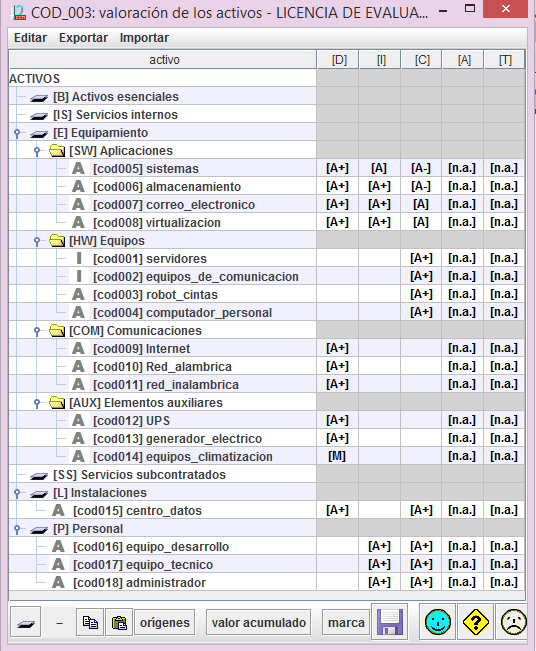 COD_003: valoración de los activos - LICENCIA DE EVALUA...
Editar Exportar Importar
activo [D] [I] [C] [A] [T]
ACTIVOS
[B] Activos esenciales
[IS] Servicios internos
[E] Equipamiento
[SW] Aplicaciones
A [cod005] sistemas [A+] [A] [A-] [n.a.] [n.a.]
A [cod006] almacenamiento [A+] [A+] [A-] [n.a.] [n.a.]
A [cod007] correo_electronico [A+] [A+] [A] [n.a.] [n.a.]
A [cod008] virtualizacion [A+] [A+] [A] [n.a.] [n.a.]
[HW] Equipos
I [cod001] servidores [A+] [n.a.] [n.a.]
I [cod002] equipos_de_comunicacion [A+] [n.a.] [n.a.]
A [cod003] robot_cintas [A+] [n.a.] [n.a.]
A [cod004] computador_personal [A+] [n.a.] [n.a.]
[COM] Comunicaciones
A [cod009] Internet [A+] [n.a.] [n.a.]
A [cod010] Red_alambrica [A+] [n.a.] [n.a.]
A [cod011] red_inalambrica [A+] [n.a.] [n.a.]
[AUX] Elementos auxiliares
A [cod012] UPS [A+] [n.a.] [n.a.]
A [cod013] generador_electrico [A+] [n.a.] [n.a.]
A [cod014] equipos_climatizacion [M] [n.a.] [n.a.]
[SS] Servicios subcontratados
[L] Instalaciones
A [cod015] centro_datos [A+] [A+] [n.a.] [n.a.]
[P] Personal
A [cod016] equipo_desarrollo [A+] [A+] [n.a.] [n.a.]
A [cod017] equipo_tecnico [A+] [A+] [n.a.] [n.a.]
A [cod018] administrador [A+] [A+] [n.a.] [n.a.]
– orígenes valor acumulado marca ?